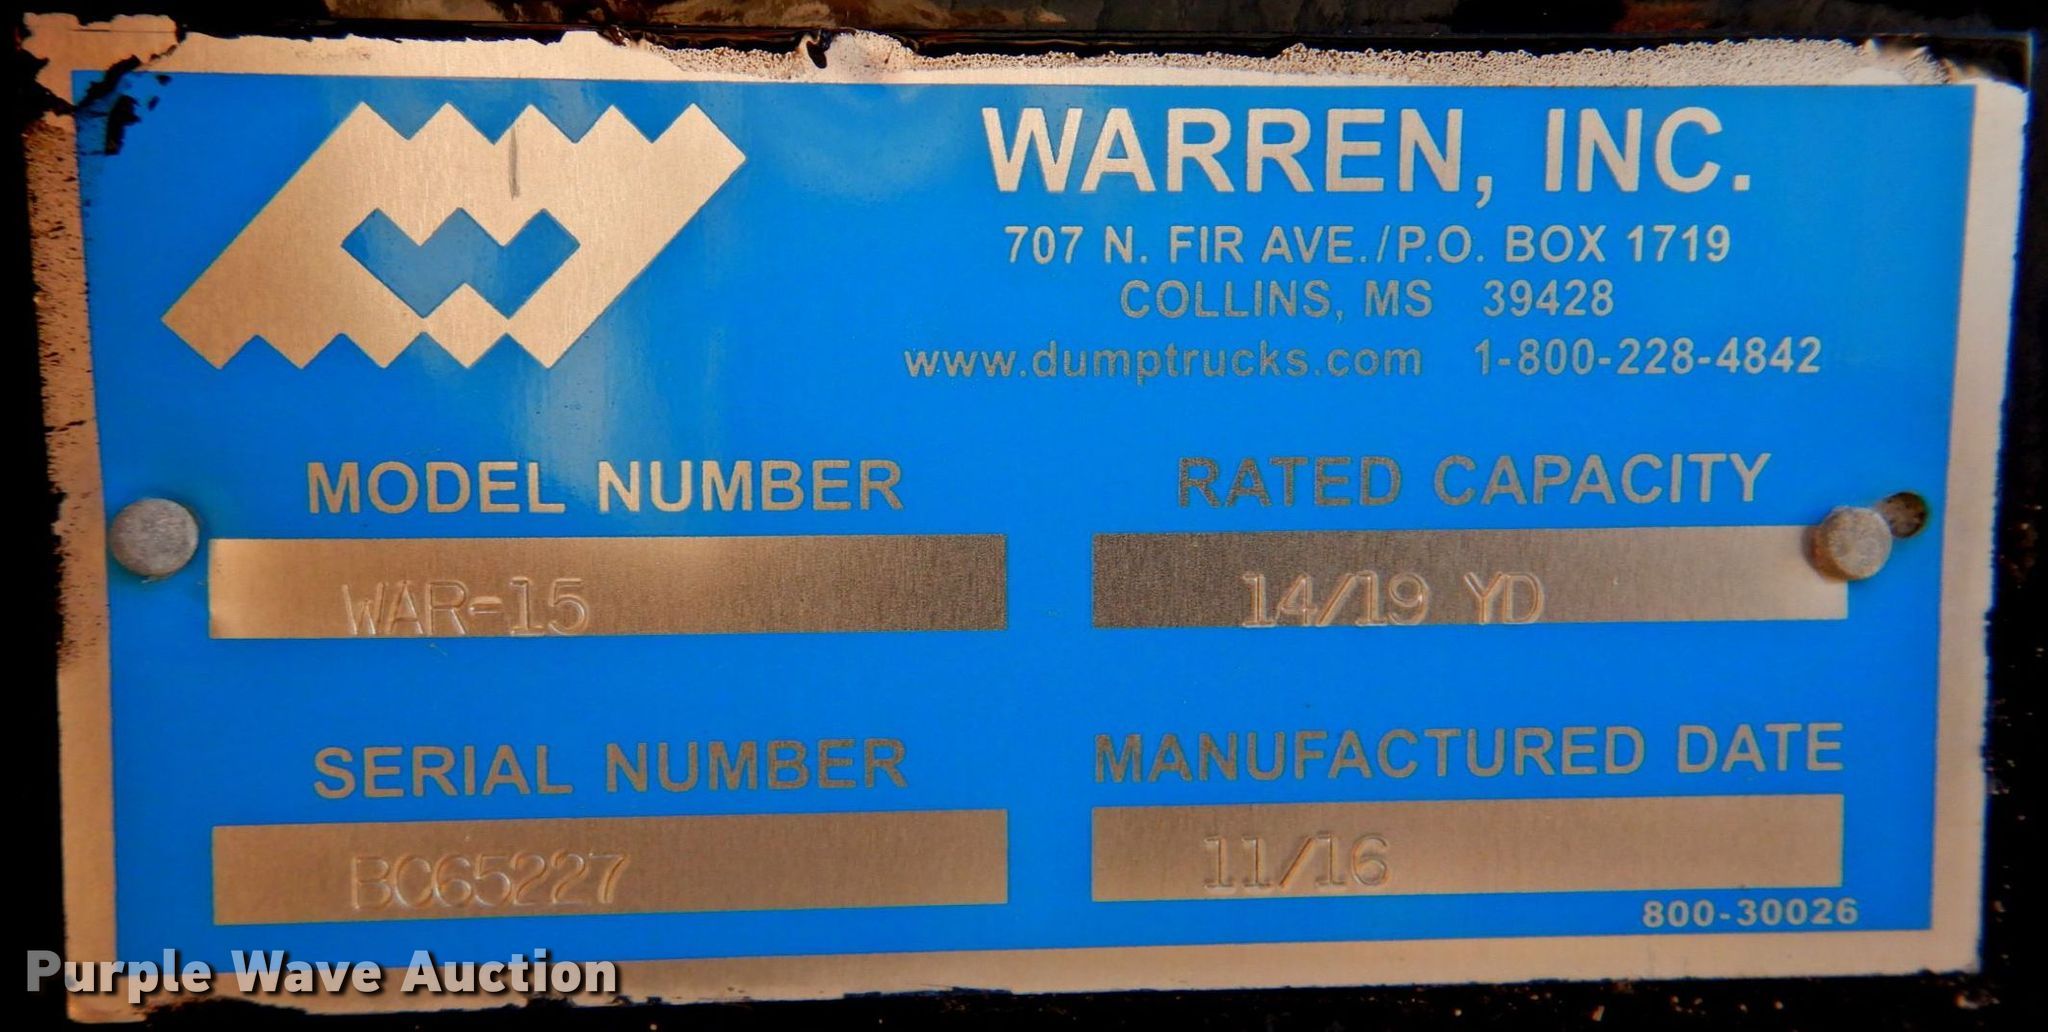 WARREN, INC.
707 N. FIR AVE./P.O. BOX 1719
COLLINS, MS 39428
www.dumptrucks.com 1-800-228-4842
MODEL NUMBER
WAR-15
RATED CAPACITY
14/19 YD
SERIAL NUMBER
BC65227
MANUFACTURED DATE
11/16
800-30026
Purple Wave Auction